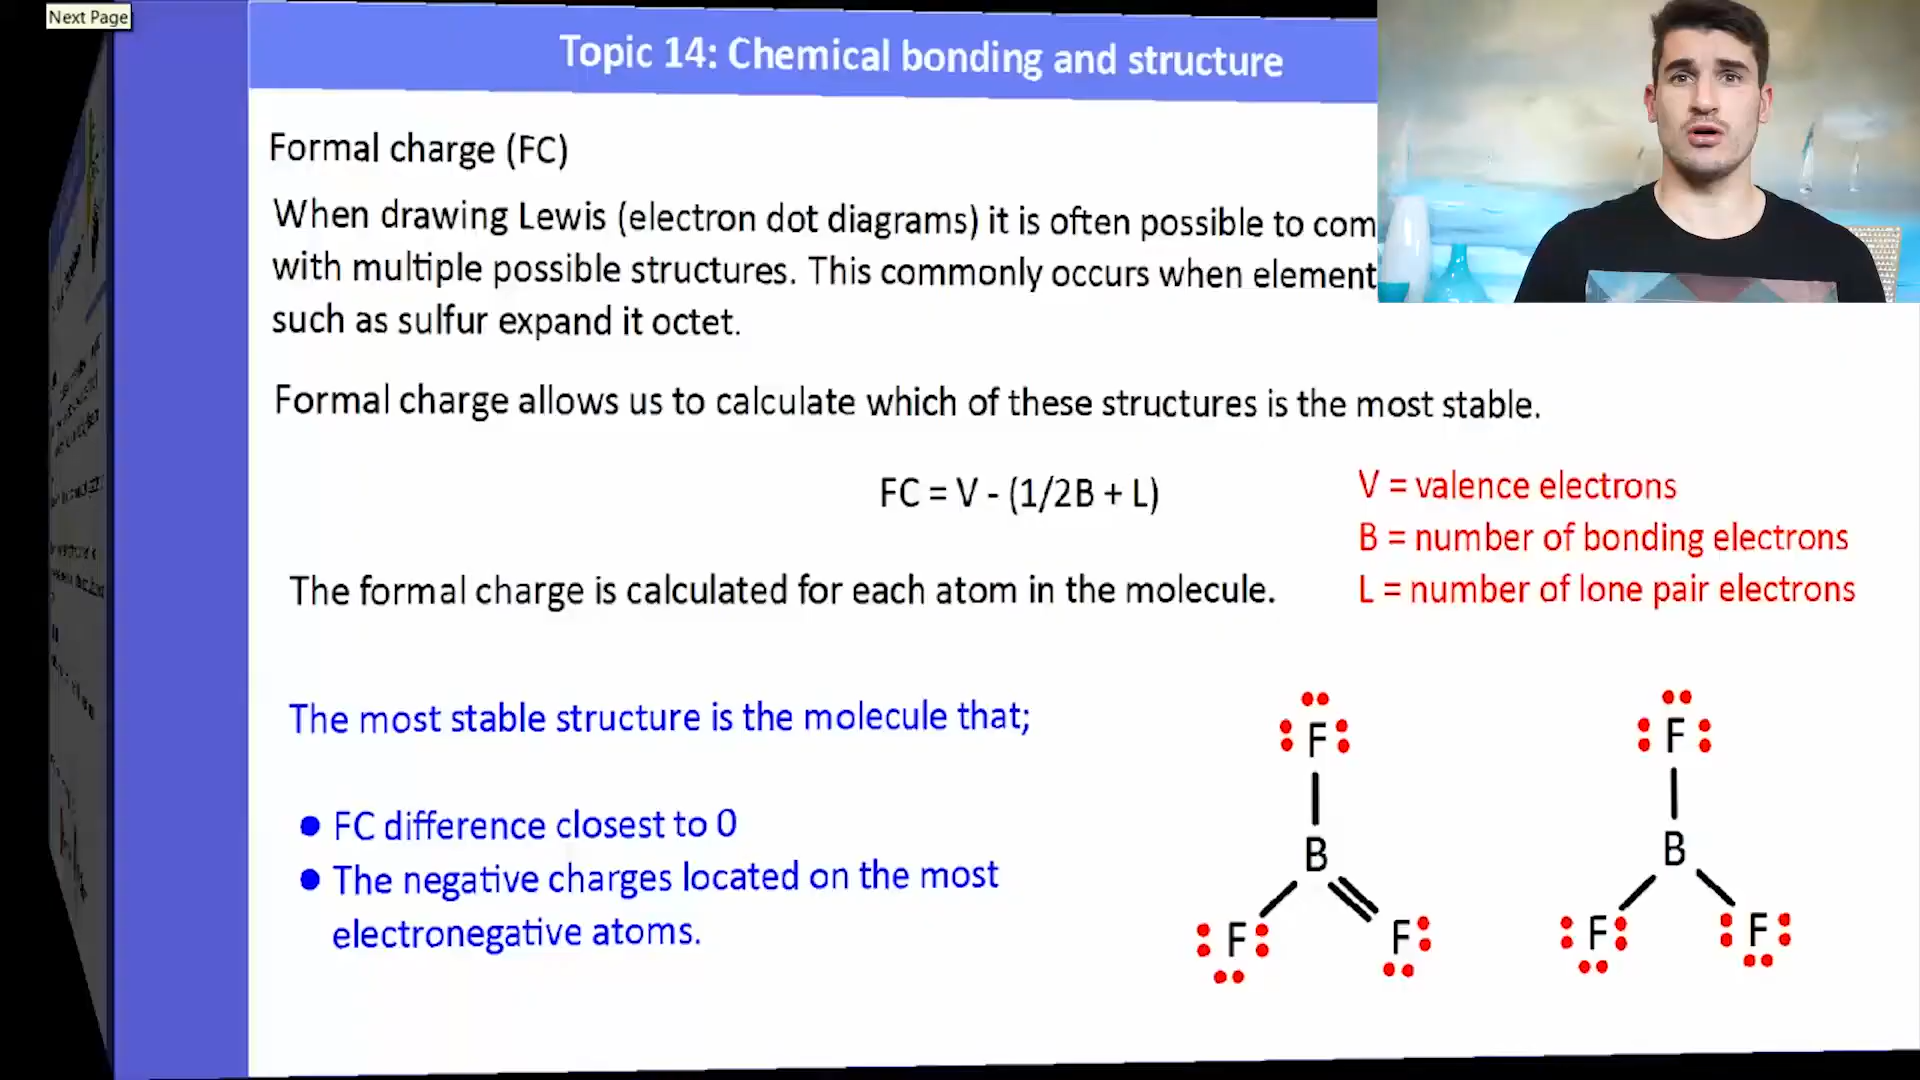 Next Page
Topic 14: Chemical bonding and structure
Formal charge (FC)
When drawing Lewis (electron dot diagrams) it is often possible to com
with multiple possible structures. This commonly occurs when element
such as sulfur expand it octet.
Formal charge allows us to calculate which of these structures is the most stable.
FC = V - (1/2B + L)
V = valence electrons
B = number of bonding electrons
L = number of lone pair electrons
The formal charge is calculated for each atom in the molecule.
The most stable structure is the molecule that;
● FC difference closest to 0
● The negative charges located on the most
electronegative atoms.
F F
B B
F F F F